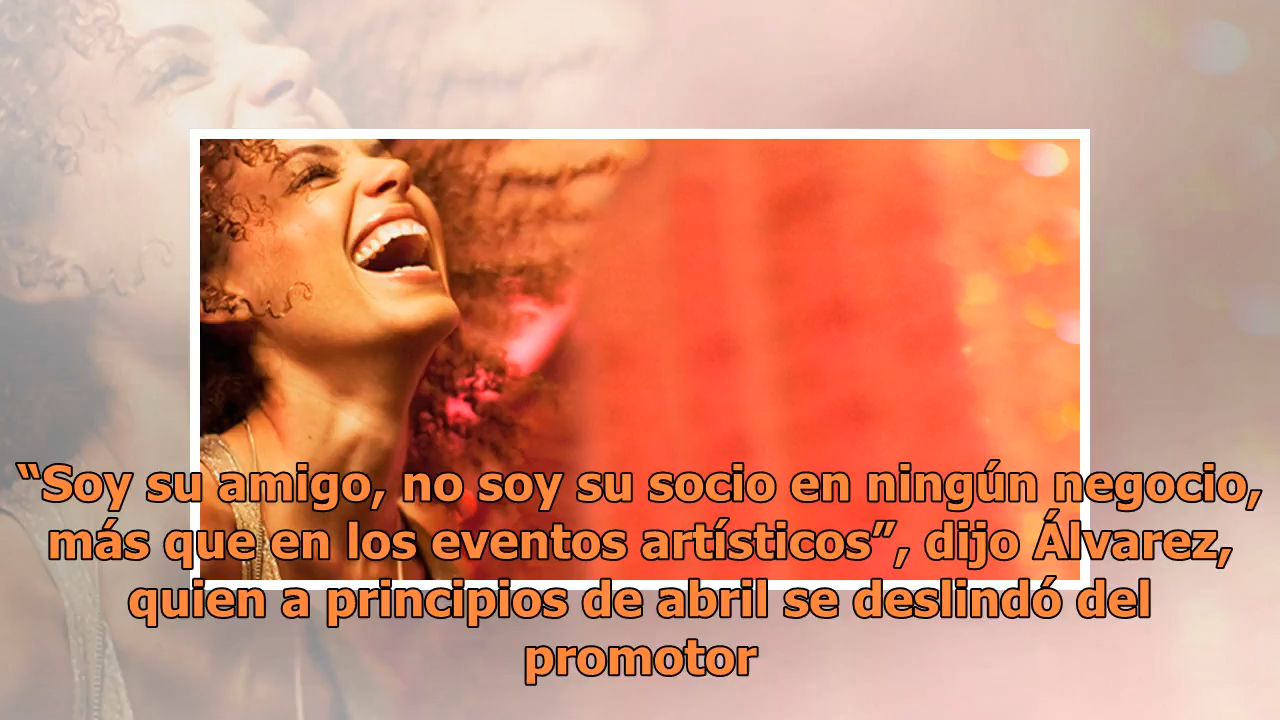 “Soy su amigo, no soy su socio en ningún negocio,
más que en los eventos artísticos”, dijo Álvarez,
quien a principios de abril se deslindó del
promotor